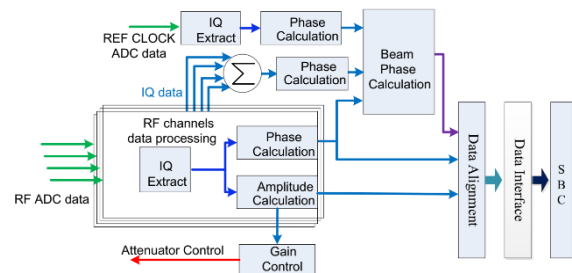 REF CLOCK
ADC data
IQ
Extract
Phase
Calculation
Beam
Phase
Calculation
Σ
Phase
Calculation
IQ data
RF channels
data processing
Phase
Calculation
IQ
Extract
Amplitude
Calculation
RF ADC data
Data Alignment
Data Interface
S
B
C
Attenuator Control
Gain
Control